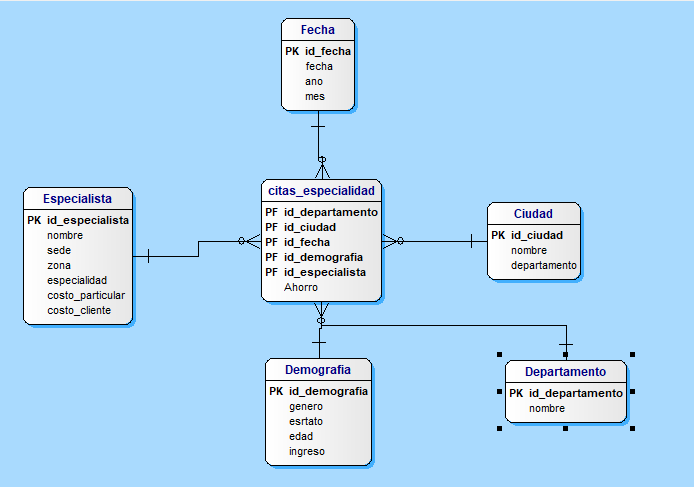 Fecha
PK id_fecha
fecha
ano
mes
Especialista
PK id_especialista
nombre
sede
zona
especialidad
costo_particular
costo_cliente
citas_especialidad
PF id_departamento
PF id_ciudad
PF id_fecha
PF id_demografia
PF id_especialista
Ahorro
Ciudad
PK id_ciudad
nombre
departamento
Demografia
PK id_demografia
genero
esrtato
edad
ingreso
Departamento
PK id_departamento
nombre